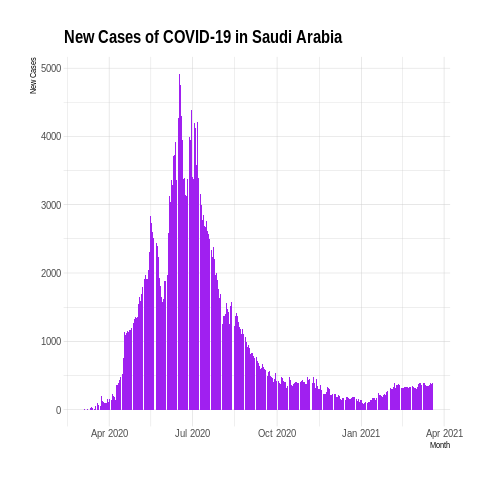 New Cases of COVID-19 in Saudi Arabia
New Cases
5000
4000
3000
2000
1000
0
Apr 2020 Jul 2020 Oct 2020 Jan 2021 Apr 2021
Month